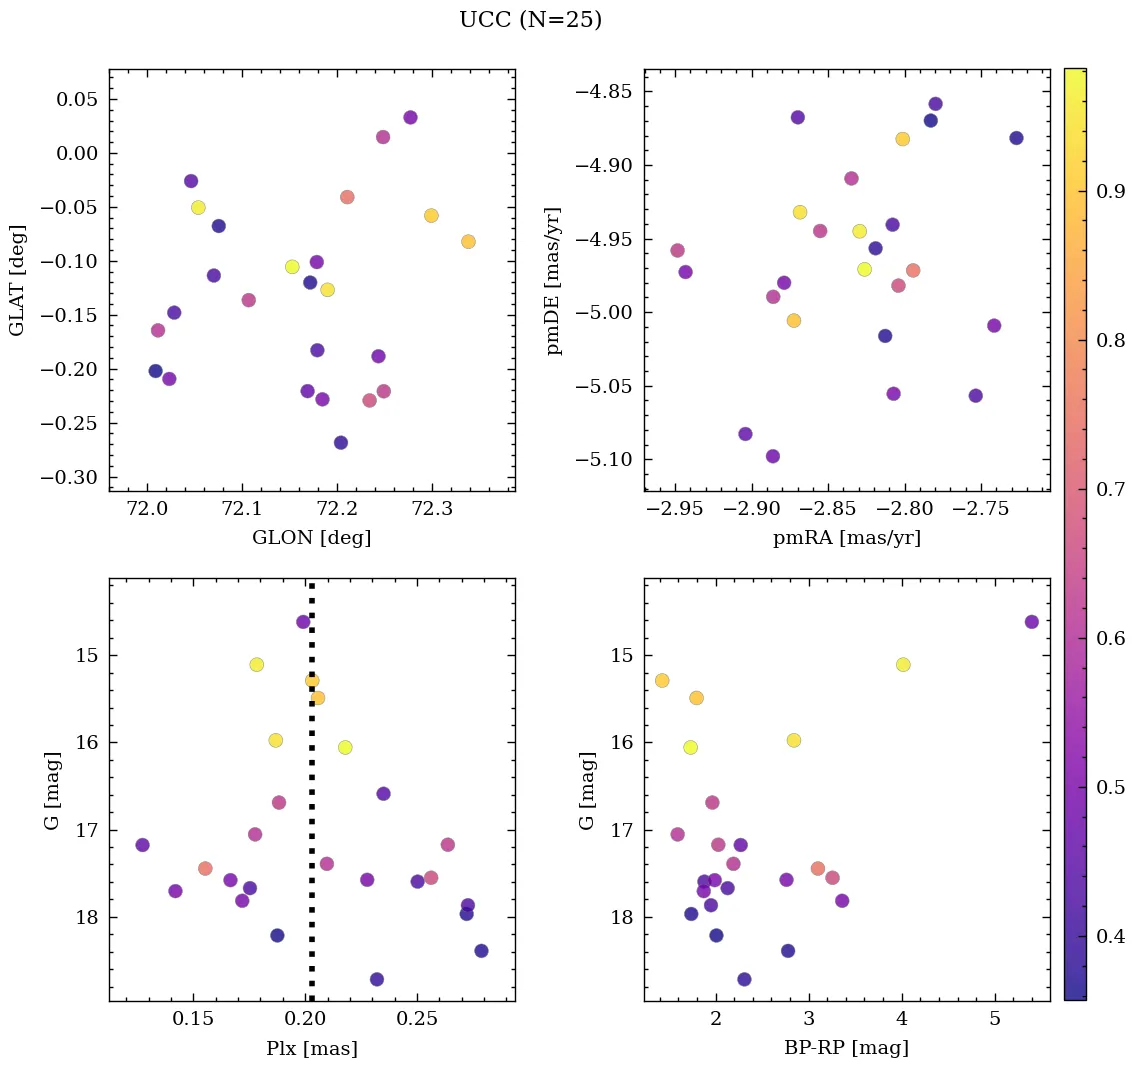 UCC (N=25)
0.05
0.00
−0.05
−0.10
−0.15
−0.20
−0.25
−0.30
GLAT [deg]
72.0 72.1 72.2 72.3
GLON [deg]
−4.85
−4.90
−4.95
−5.00
−5.05
−5.10
pmDE [mas/yr]
−2.95 −2.90 −2.85 −2.80 −2.75
pmRA [mas/yr]
15
16
17
18
G [mag]
0.15 0.20 0.25
Plx [mas]
15
16
17
18
G [mag]
2 3 4 5
BP-RP [mag]
0.9
0.8
0.7
0.6
0.5
0.4